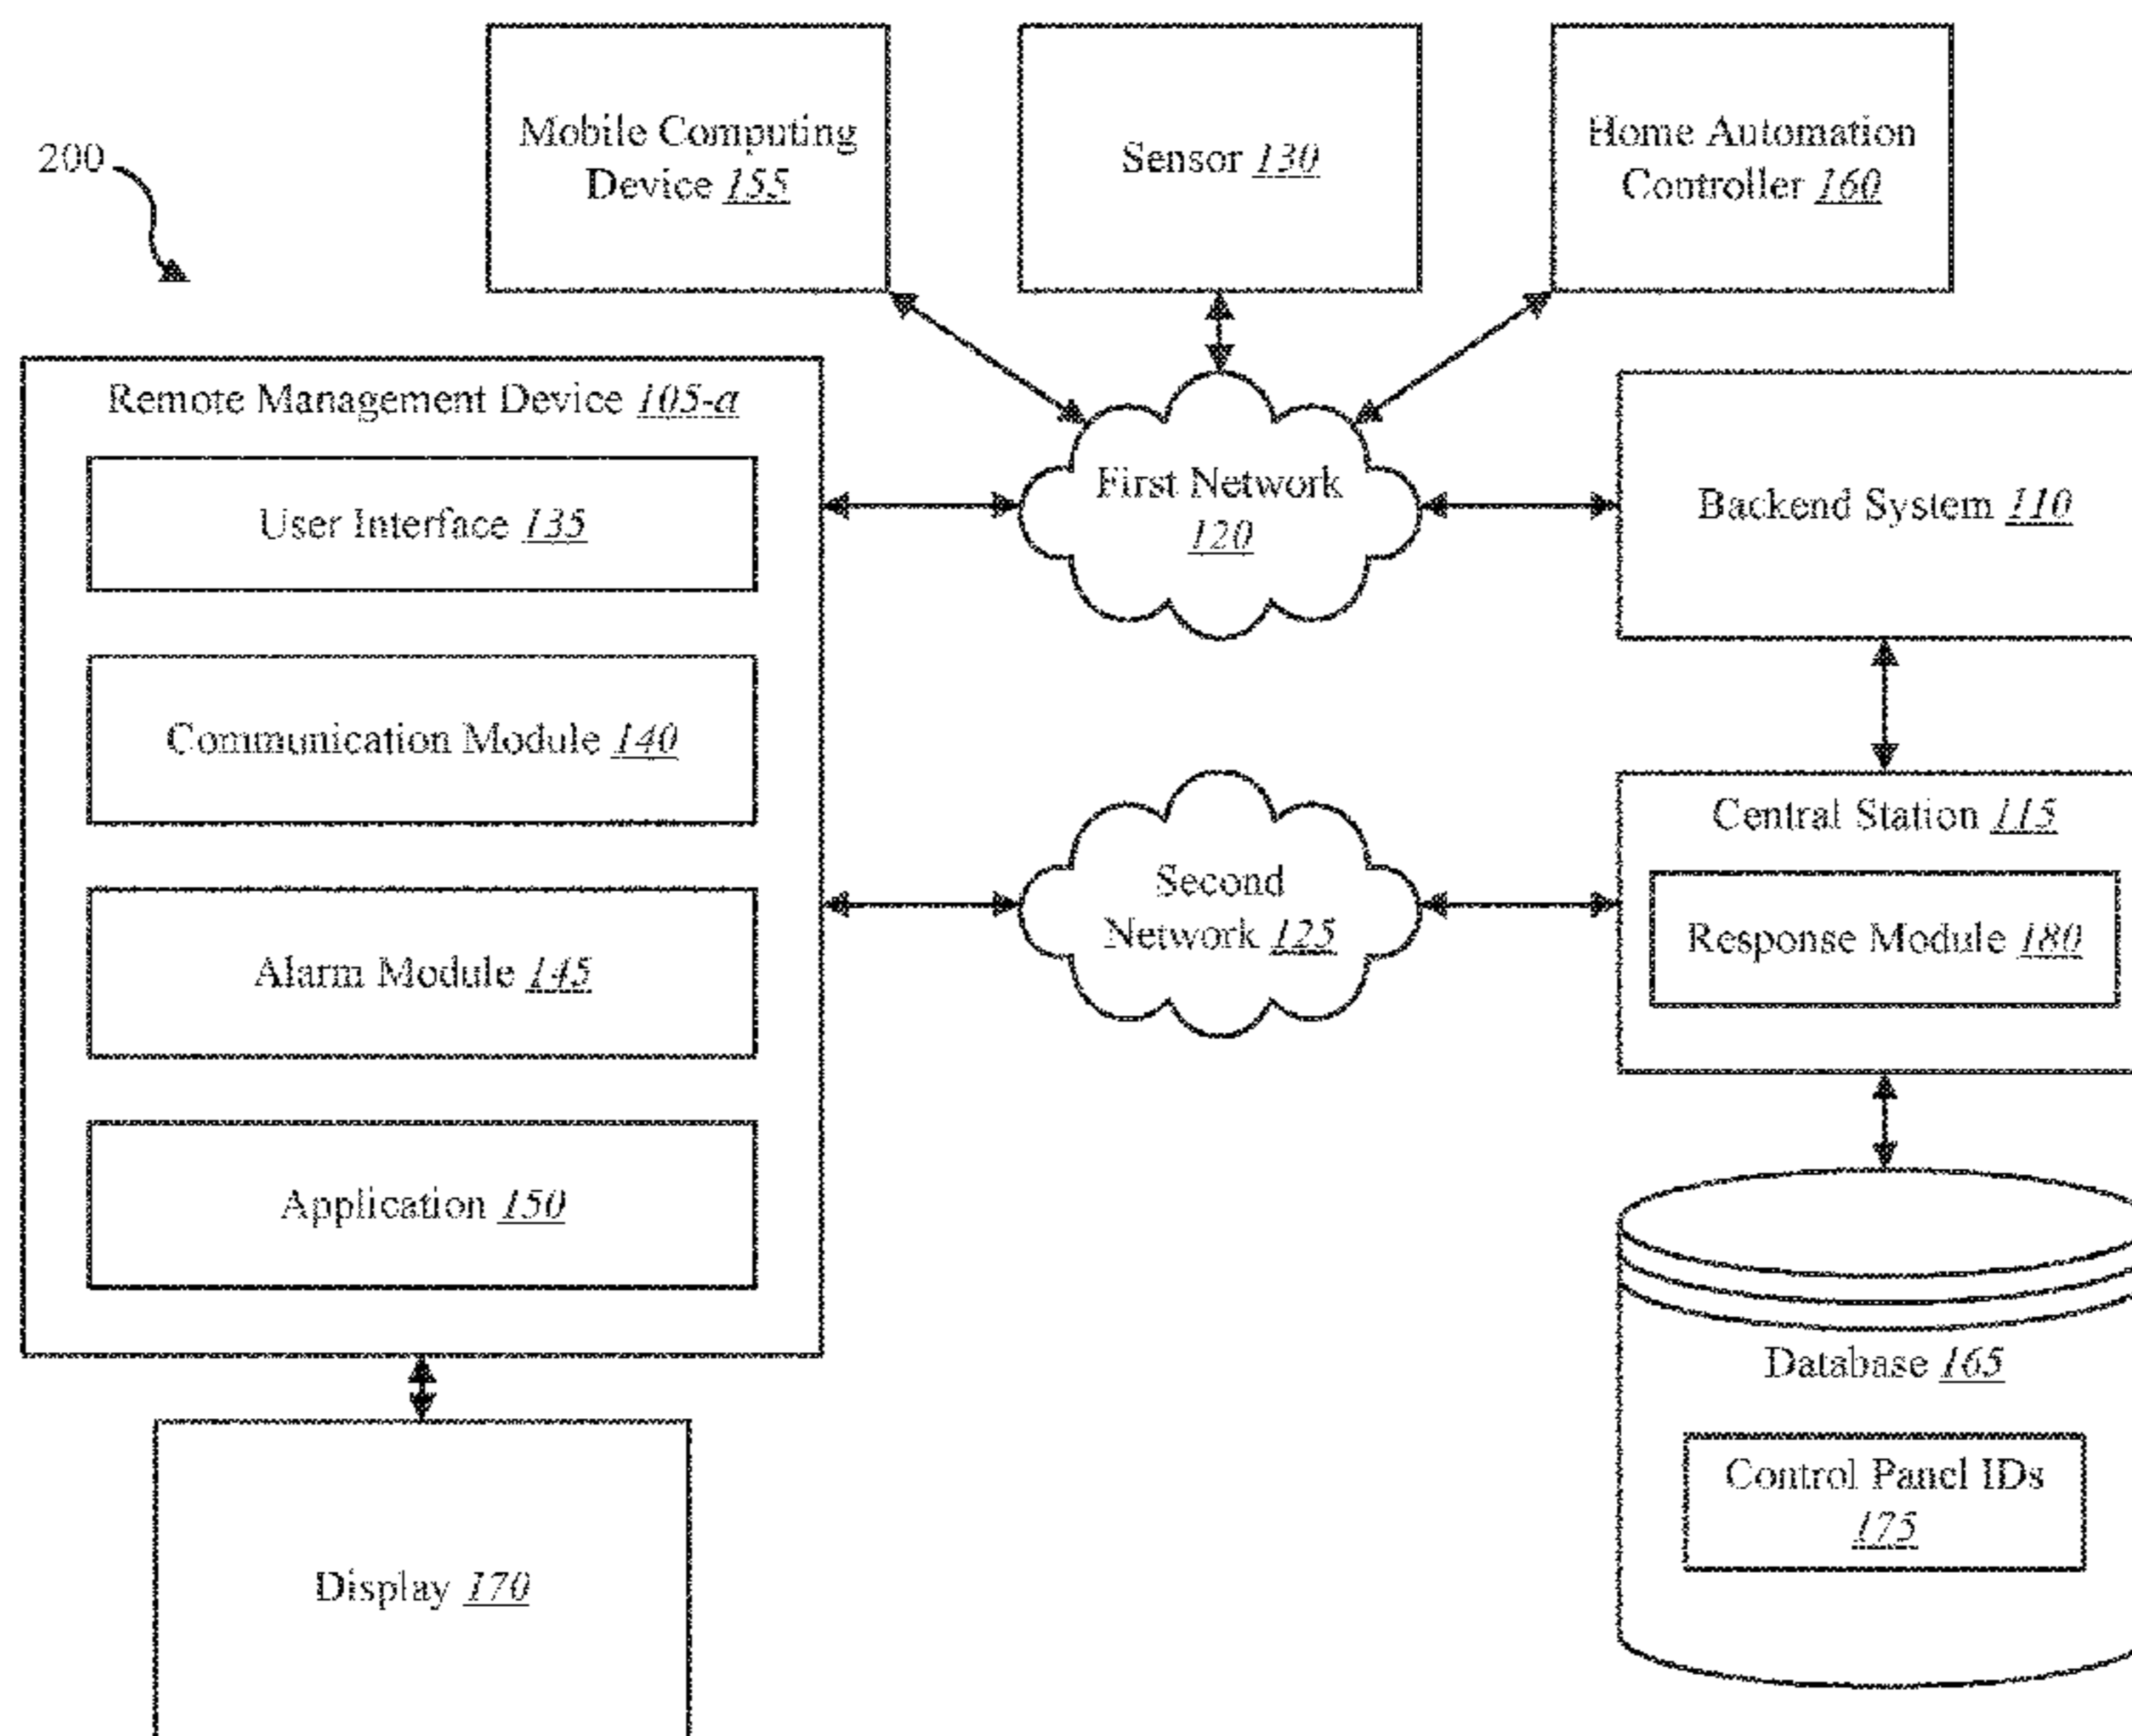 200
Mobile Computing
Device 155
Sensor 130
Home Automation
Controller 160
Remote Management Device 105-a
User Interface 135
Communication Module 140
Alarm Module 145
Application 150
First Network
120
Backend System 110
Second
Network 125
Central Station 115
Response Module 180
Database 165
Control Panel IDs
175
Display 170